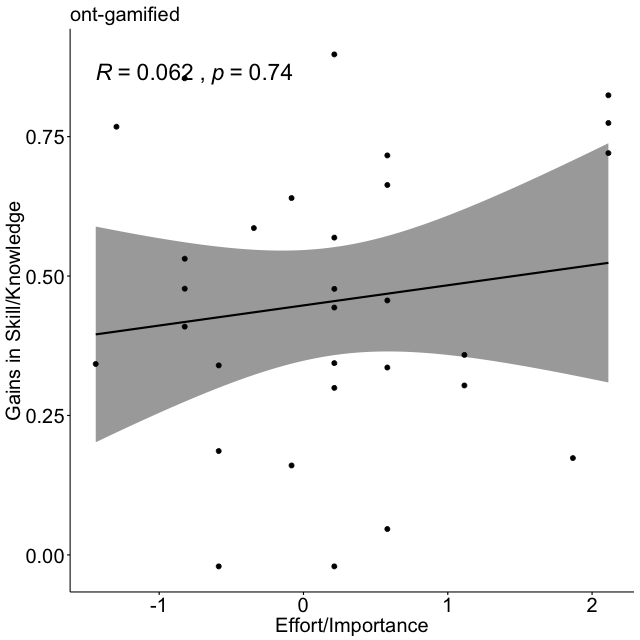 ont-gamified
R = 0.062 , p = 0.74
Gains in Skill/Knowledge
0.75
0.50
0.25
0.00
-1 0 1 2
Effort/Importance